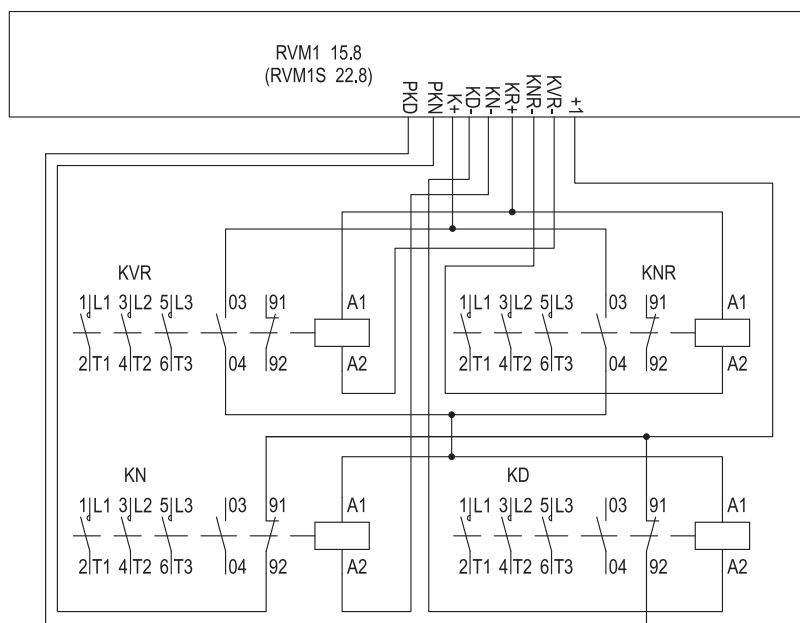 RVM1 15.8
(RVM1S 22.8)
PKD
PKN
K+
KD-
KN-
KR+
KNR-
KVR-
+1
KVR
KNR
1 L1 3 L2 5 L3 03 91 A1
1 L1 3 L2 5 L3 03 91 A1
2 T1 4 T2 6 T3 04 92 A2
2 T1 4 T2 6 T3 04 92 A2
KN
KD
1 L1 3 L2 5 L3 03 91 A1
1 L1 3 L2 5 L3 03 91 A1
2 T1 4 T2 6 T3 04 92 A2
2 T1 4 T2 6 T3 04 92 A2